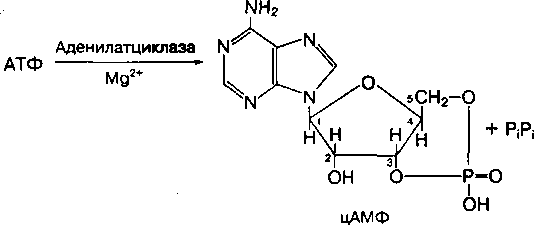 NH₂
N
N
N
N
Аденилатциклаза
АТФ
Mg²⁺
O
5
CH₂–O
1
4
H
H
H
H
2
3
+ PᵢPᵢ
OH
O
P=O
OH
цАМФ